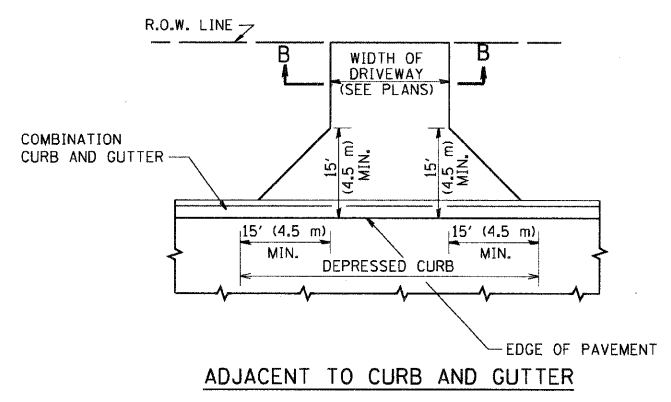 R.O.W. LINE
B
B
WIDTH OF
DRIVEWAY
(SEE PLANS)
COMBINATION
CURB AND GUTTER
15'
(4.5 m)
MIN.
15'
(4.5 m)
MIN.
15' (4.5 m)
MIN.
15' (4.5 m)
MIN.
DEPRESSED CURB
EDGE OF PAVEMENT
ADJACENT TO CURB AND GUTTER